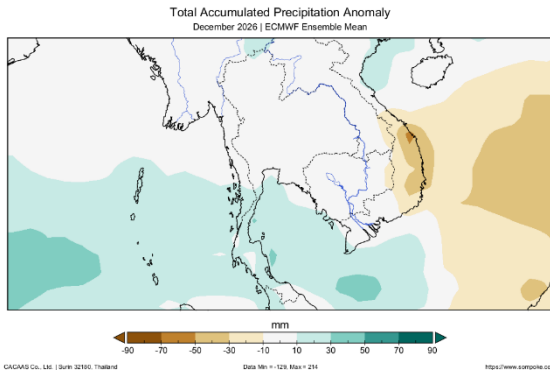 Total Accumulated Precipitation Anomaly
December 2026 | ECMWF Ensemble Mean
mm
-90 -70 -50 -30 -10 10 30 50 70 90
CACAAS Co., Ltd. | Surin 32160, Thailand Data Min = -129, Max = 214 https://www.sompoke.co